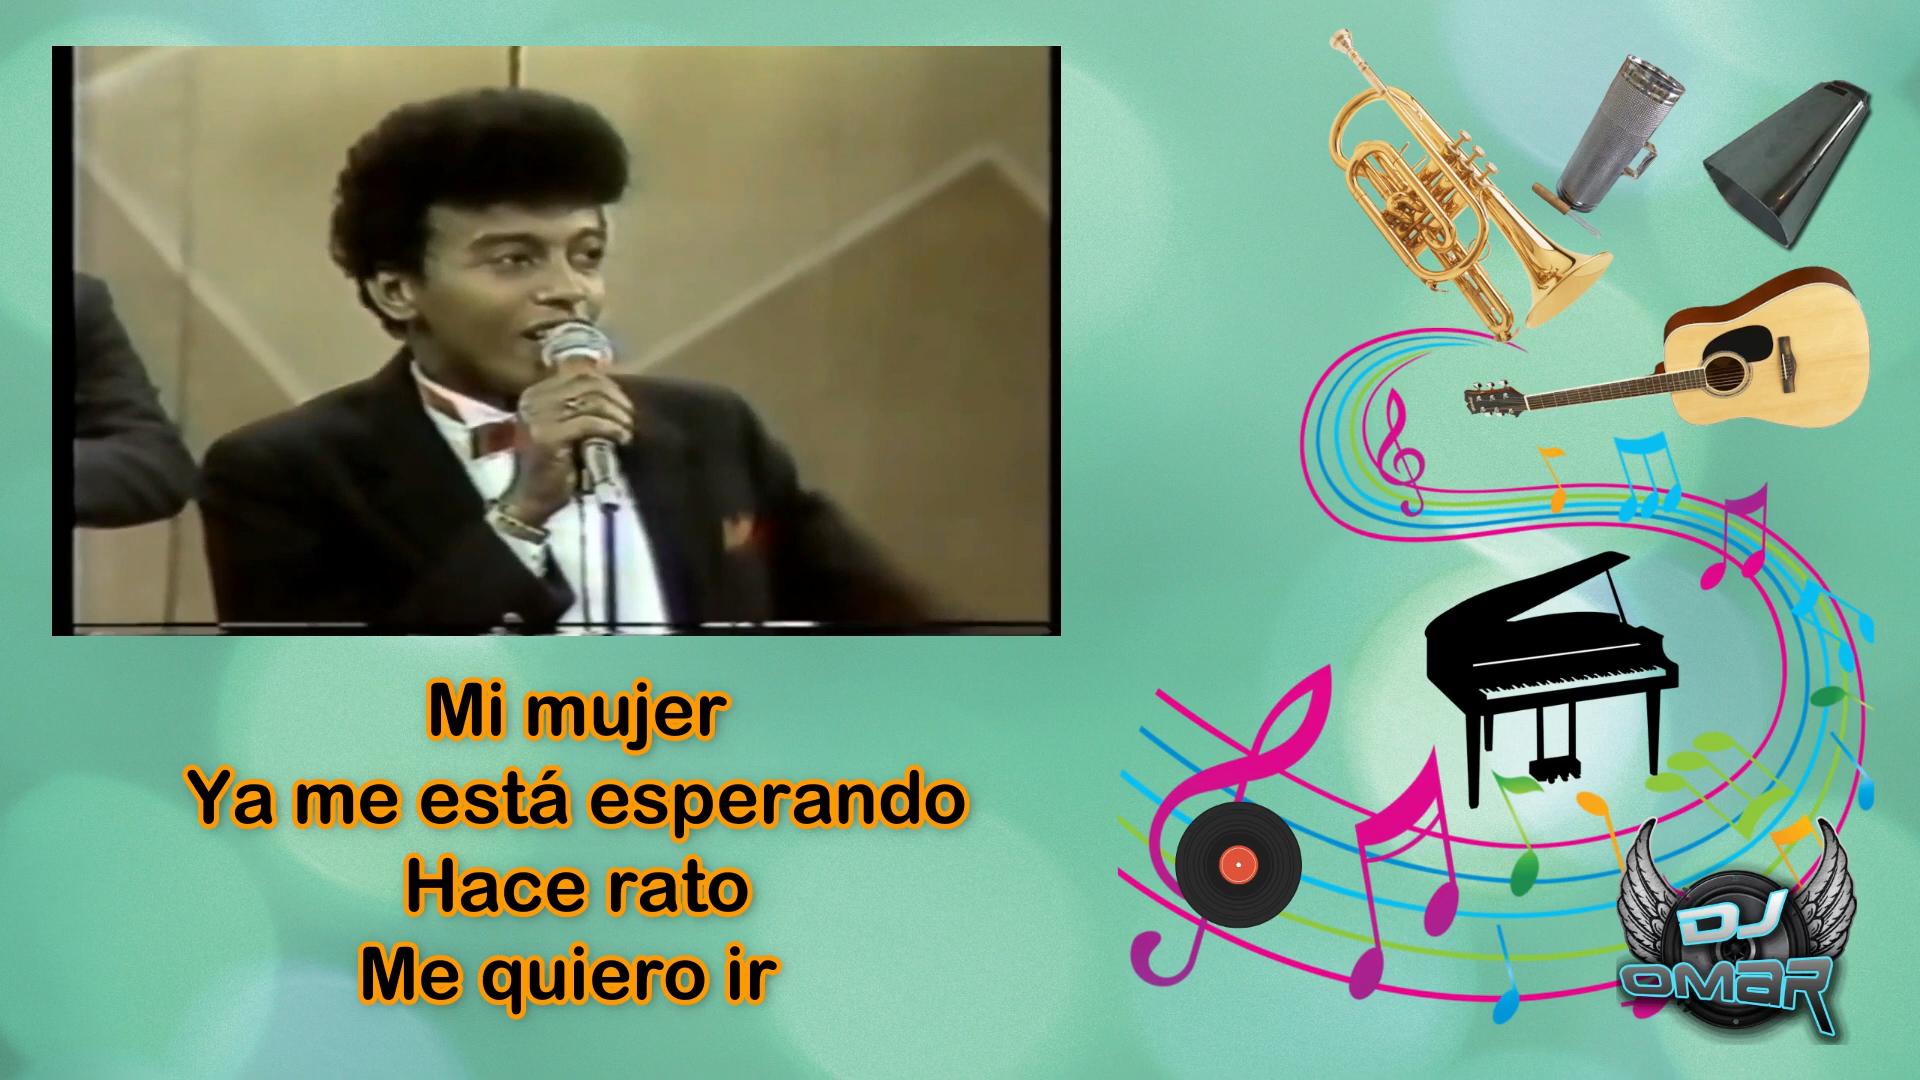 Mi mujer
Ya me está esperando
Hace rato
Me quiero ir
DJ
OMAR